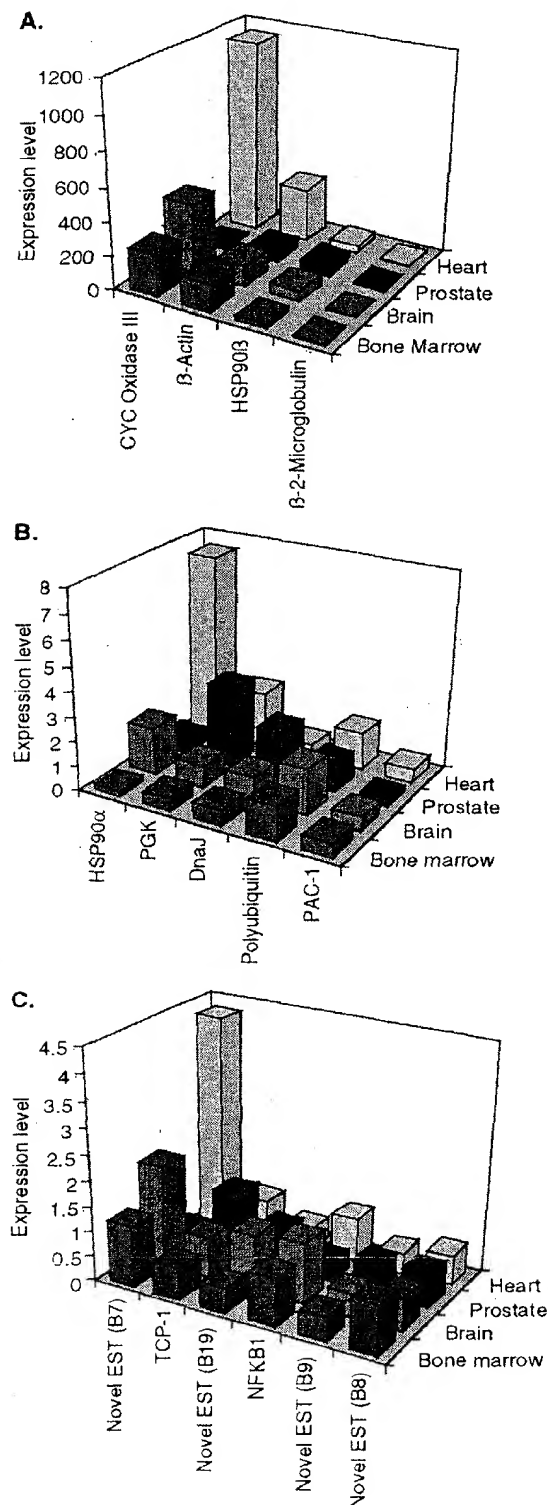 A.
Expression level
1200
1000
800
600
400
200
0
CYC Oxidase III
ß-Actin
HSP90ß
ß-2-Microglobutin
Heart
Prostate
Brain
Bone Marrow
B.
Expression level
8
7
6
5
4
3
2
1
0
HSP90α
PGK
DnaJ
Polyubiquitin
PAC-1
Heart
Prostate
Brain
Bone marrow
C.
Expression level
4.5
4
3.5
3
2.5
2
1.5
1
0.5
0
Novel EST (B7)
TCP-1
Novel EST (B19)
NFKB1
Novel EST (B9)
Novel EST (B8)
Heart
Prostate
Brain
Bone marrow